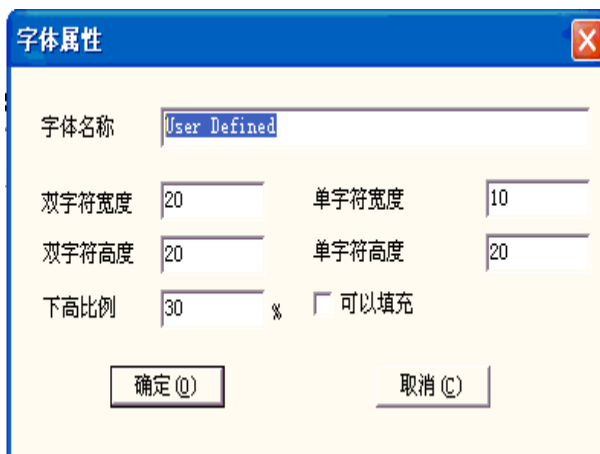 字体属性
字体名称 User Defined
双字符宽度 20 单字符宽度 10
双字符高度 20 单字符高度 20
下高比例 30 % 可以填充
确定(O) 取消(C)